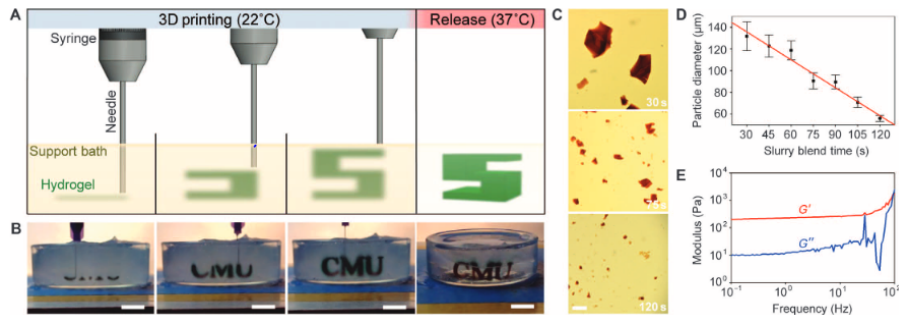 A
3D printing (22°C)
Release (37°C)
Syringe
Needle
Support bath
Hydrogel
B
CMU
CMU
CMU
CMU
C
30 s
120 s
D
Particle diameter (μm)
140
120
100
80
60
30 45 60 75 90 105 120
Slurry blend time (s)
E
Modulus (Pa)
10⁴
10³
10²
10¹
10⁰
G′
G″
10⁻¹ 10⁰ 10¹ 10²
Frequency (Hz)